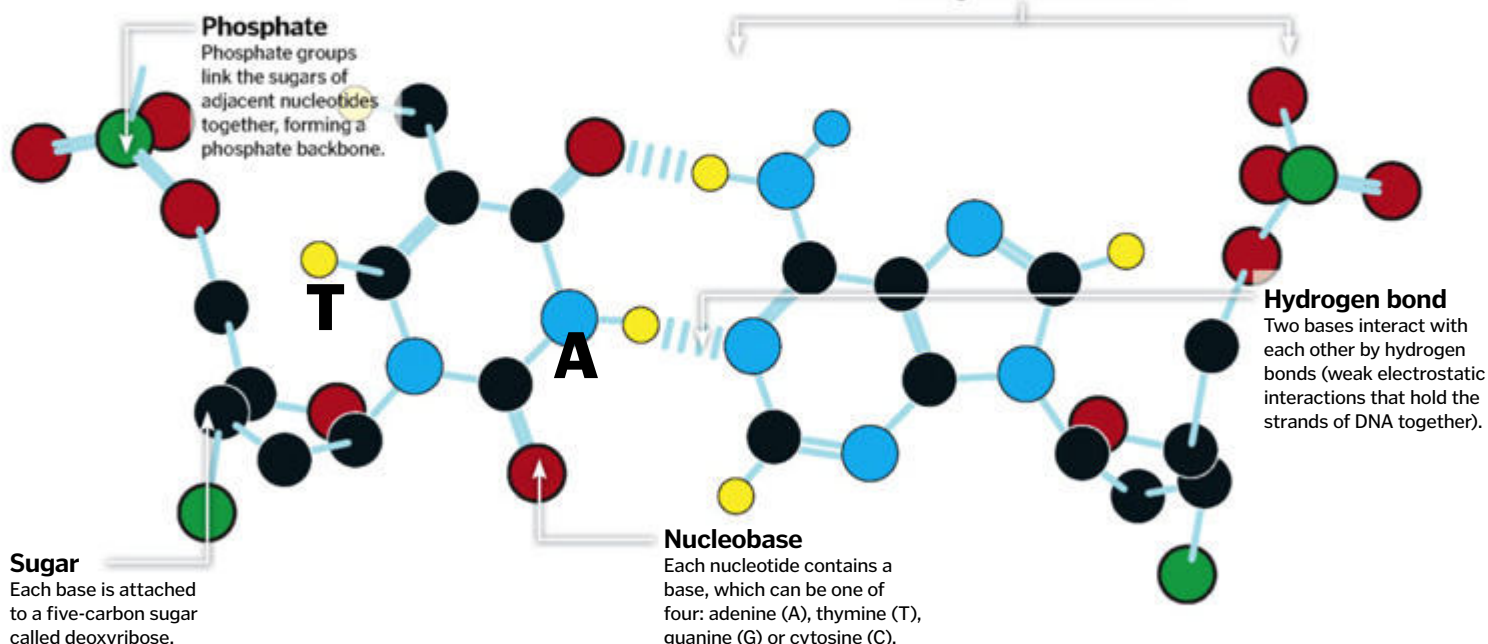 Phosphate
Phosphate groups
link the sugars of
adjacent nucleotides
together, forming a
phosphate backbone.
T
A
Hydrogen bond
Two bases interact with
each other by hydrogen
bonds (weak electrostatic
interactions that hold the
strands of DNA together).
Sugar
Each base is attached
to a five-carbon sugar
called deoxyribose.
Nucleobase
Each nucleotide contains a
base, which can be one of
four: adenine (A), thymine (T),
guanine (G) or cytosine (C).